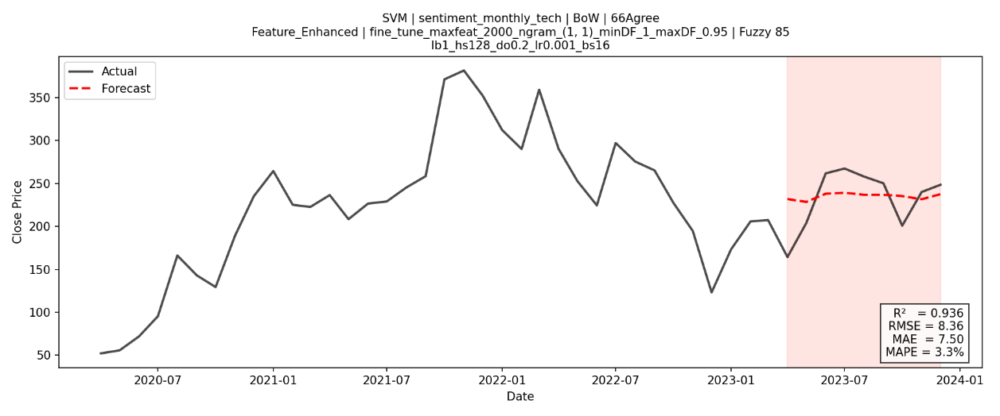 SVM | sentiment_monthly_tech | BoW | 66Agree
Feature_Enhanced | fine_tune_maxfeat_2000_ngram_(1, 1)_minDF_1_maxDF_0.95 | Fuzzy 85
lb1_hs128_do0.2_lr0.001_bs16
Actual
Forecast
Close Price
350
300
250
200
150
100
50
R² = 0.936
RMSE = 8.36
MAE = 7.50
MAPE = 3.3%
2020-07
2021-01
2021-07
2022-01
2022-07
2023-01
2023-07
2024-01
Date